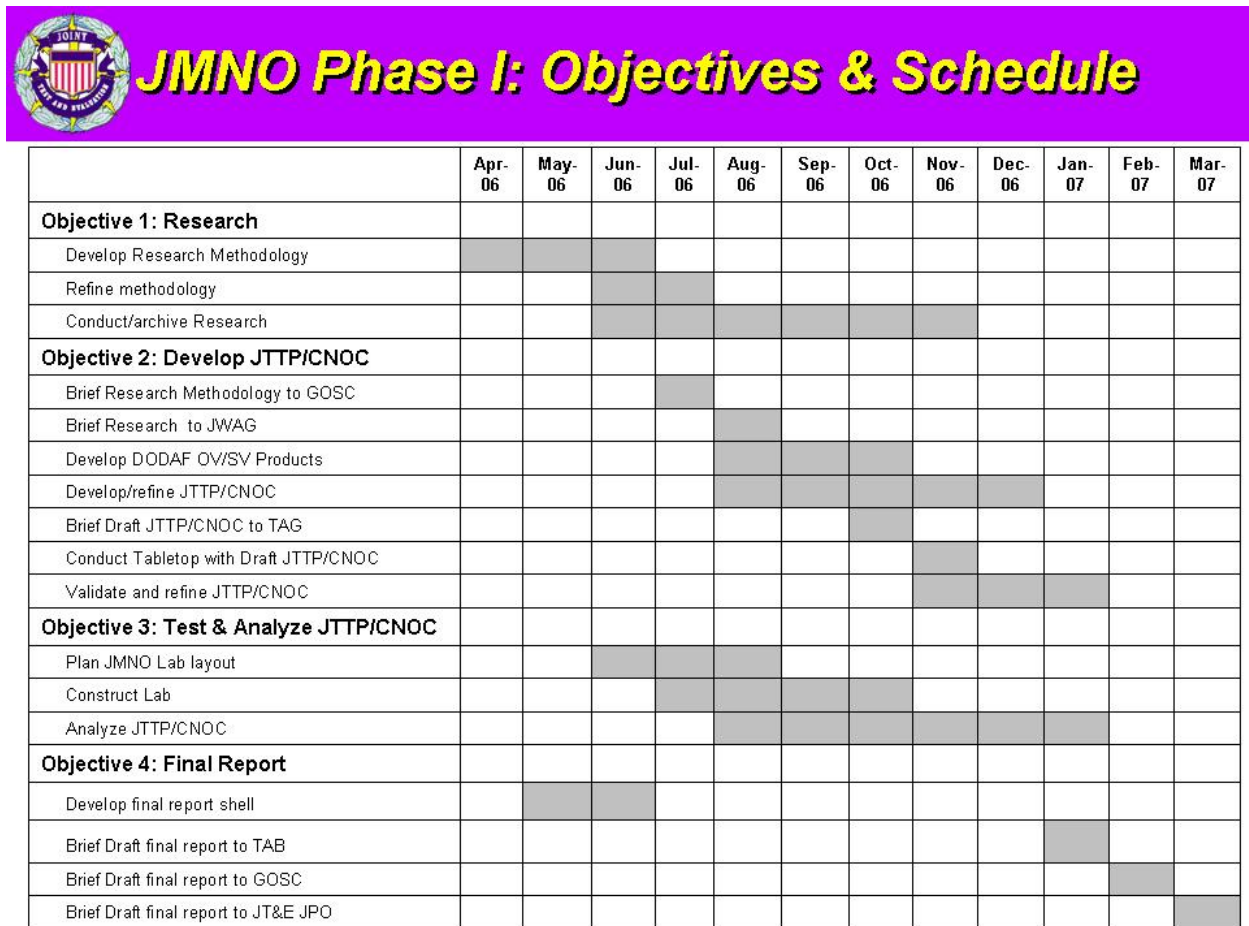 JOINT
TEST AND EVALUATION
JMNO Phase I: Objectives & Schedule
Apr- May- Jun- Jul- Aug- Sep- Oct- Nov- Dec- Jan- Feb- Mar-
06 06 06 06 06 06 06 06 06 07 07 07
Objective 1: Research
Develop Research Methodology
Refine methodology
Conduct/archive Research
Objective 2: Develop JTTP/CNOC
Brief Research Methodology to GOSC
Brief Research to JWAG
Develop DODAF OV/SV Products
Develop/refine JTTP/CNOC
Brief Draft JTTP/CNOC to TAG
Conduct Tabletop with Draft JTTP/CNOC
Validate and refine JTTP/CNOC
Objective 3: Test & Analyze JTTP/CNOC
Plan JMNO Lab layout
Construct Lab
Analyze JTTP/CNOC
Objective 4: Final Report
Develop final report shell
Brief Draft final report to TAB
Brief Draft final report to GOSC
Brief Draft final report to JT&E JPO